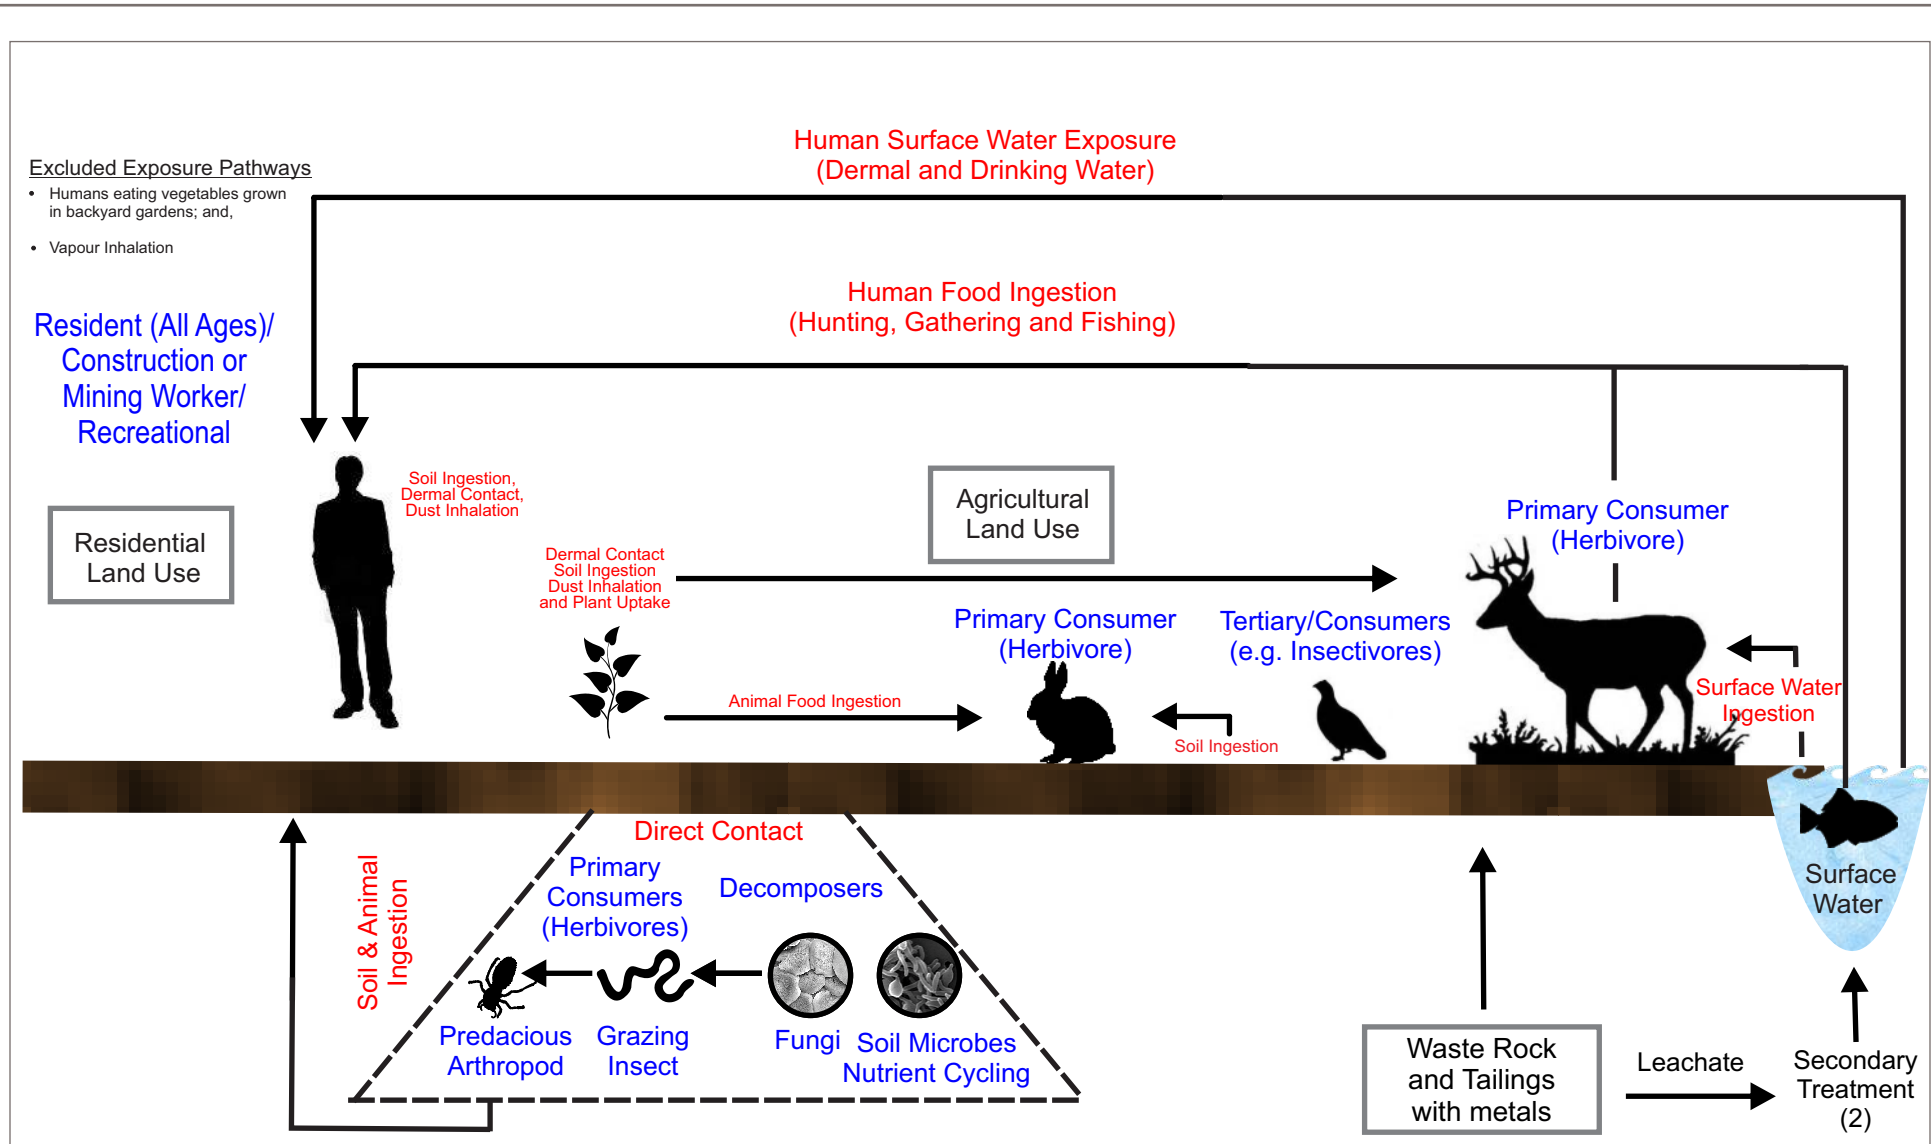 Human Surface Water Exposure
(Dermal and Drinking Water)
Excluded Exposure Pathways
• Humans eating vegetables grown
in backyard gardens; and,
• Vapour Inhalation
Human Food Ingestion
(Hunting, Gathering and Fishing)
Resident (All Ages)/
Construction or
Mining Worker/
Recreational
Soil Ingestion,
Dermal Contact,
Dust Inhalation
Residential
Land Use
Agricultural
Land Use
Primary Consumer
(Herbivore)
Dermal Contact
Soil Ingestion
Dust Inhalation
and Plant Uptake
Primary Consumer
(Herbivore)
Tertiary/Consumers
(e.g. Insectivores)
Animal Food Ingestion
Soil Ingestion
Surface Water
Ingestion
Direct Contact
Primary
Consumers
(Herbivores)
Decomposers
Soil & Animal
Ingestion
Surface
Water
Predacious
Arthropod
Grazing
Insect
Fungi
Soil Microbes
Nutrient Cycling
Waste Rock
and Tailings
with metals
Leachate
Secondary
Treatment
(2)